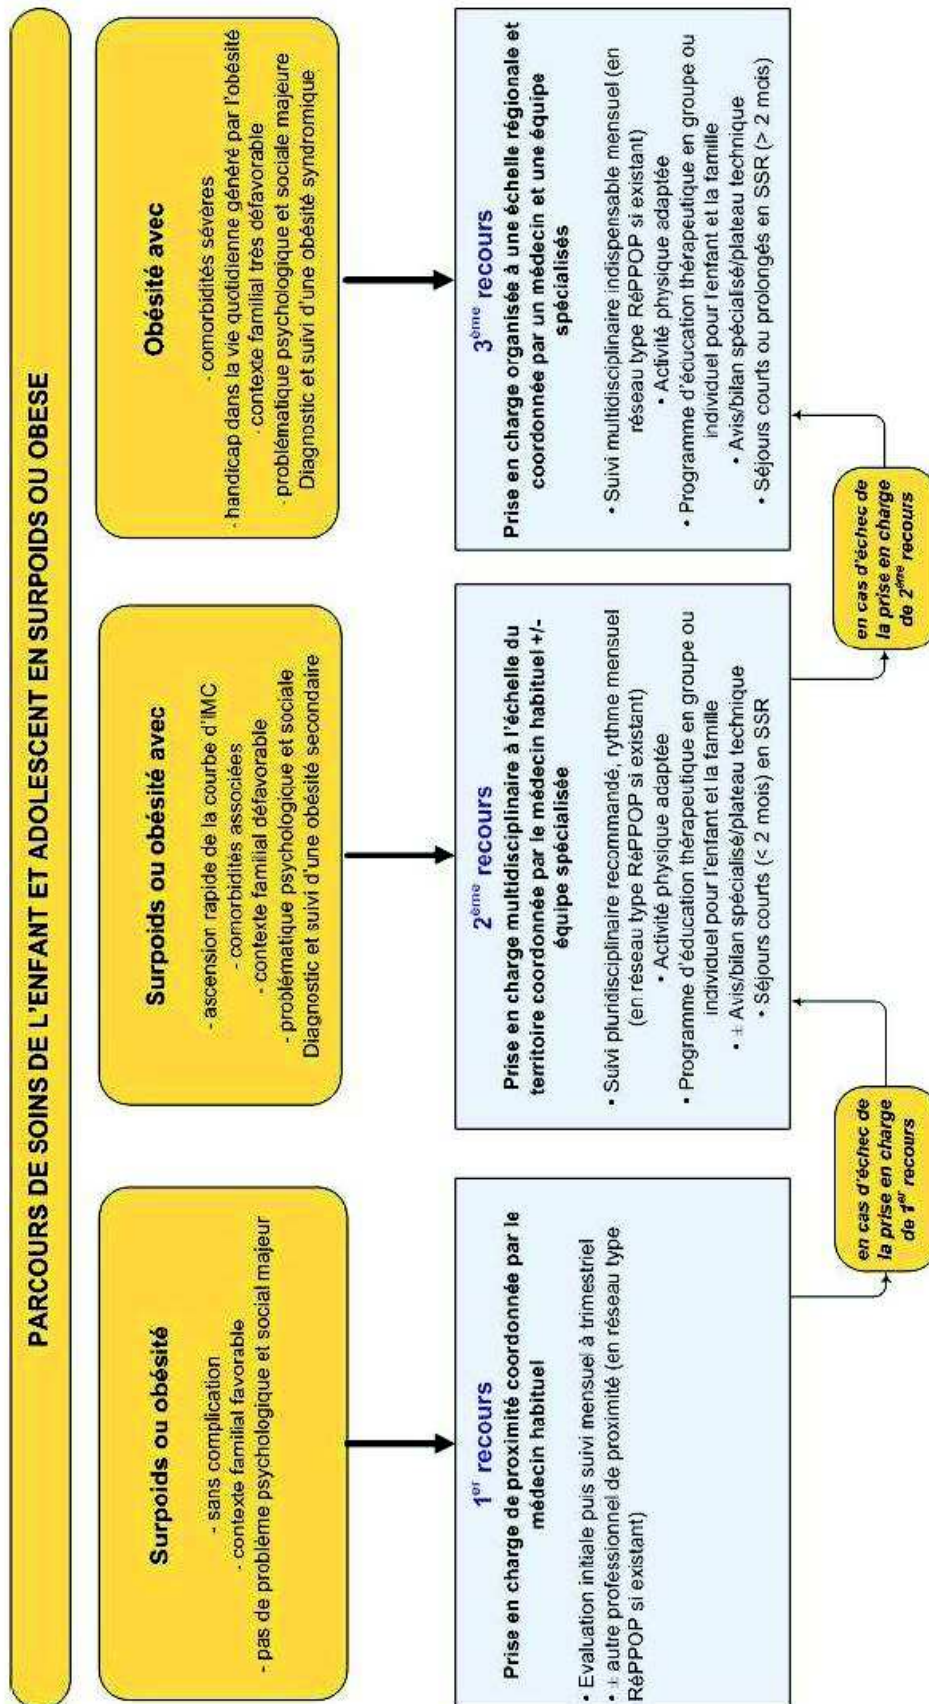 PARCOURS DE SOINS DE L'ENFANT ET ADOLESCENT EN SURPOIDS OU OBESE
Surpoids ou obésité
- sans complication
- contexte familial favorable
- pas de problème psychologique et social majeur
Surpoids ou obésité avec
- ascension rapide de la courbe d'IMC
- comorbidités associées
- contexte familial défavorable
- problématique psychologique et sociale
Diagnostic et suivi d'une obésité secondaire
Obésité avec
- comorbidités sévères
- handicap dans la vie quotidienne généré par l'obésité
- contexte familial très défavorable
- problématique psychologique et sociale majeure
Diagnostic et suivi d'une obésité syndromique
1er recours
Prise en charge de proximité coordonnée par le
médecin habituel
• Evaluation initiale puis suivi mensuel à trimestriel
• ± autre professionnel de proximité (en réseau type
RéPPOP si existant)
2ème recours
Prise en charge multidisciplinaire à l'échelle du
territoire coordonnée par le médecin habituel +/-
équipe spécialisée
• Suivi pluridisciplinaire recommandé, rythme mensuel
(en réseau type RéPPOP si existant)
• Activité physique adaptée
• Programme d'éducation thérapeutique en groupe ou
individuel pour l'enfant et la famille
• ± Avis/bilan spécialisé/plateau technique
• Séjours courts (< 2 mois) en SSR
3ème recours
Prise en charge organisée à une échelle régionale et
coordonnée par un médecin et une équipe
spécialisés
• Suivi multidisciplinaire indispensable mensuel (en
réseau type RéPPOP si existant)
• Activité physique adaptée
• Programme d'éducation thérapeutique en groupe ou
individuel pour l'enfant et la famille
• Avis/bilan spécialisé/plateau technique
• Séjours courts ou prolongés en SSR (> 2 mois)
en cas d'échec de
la prise en charge
de 1er recours
en cas d'échec de
la prise en charge
de 2ème recours